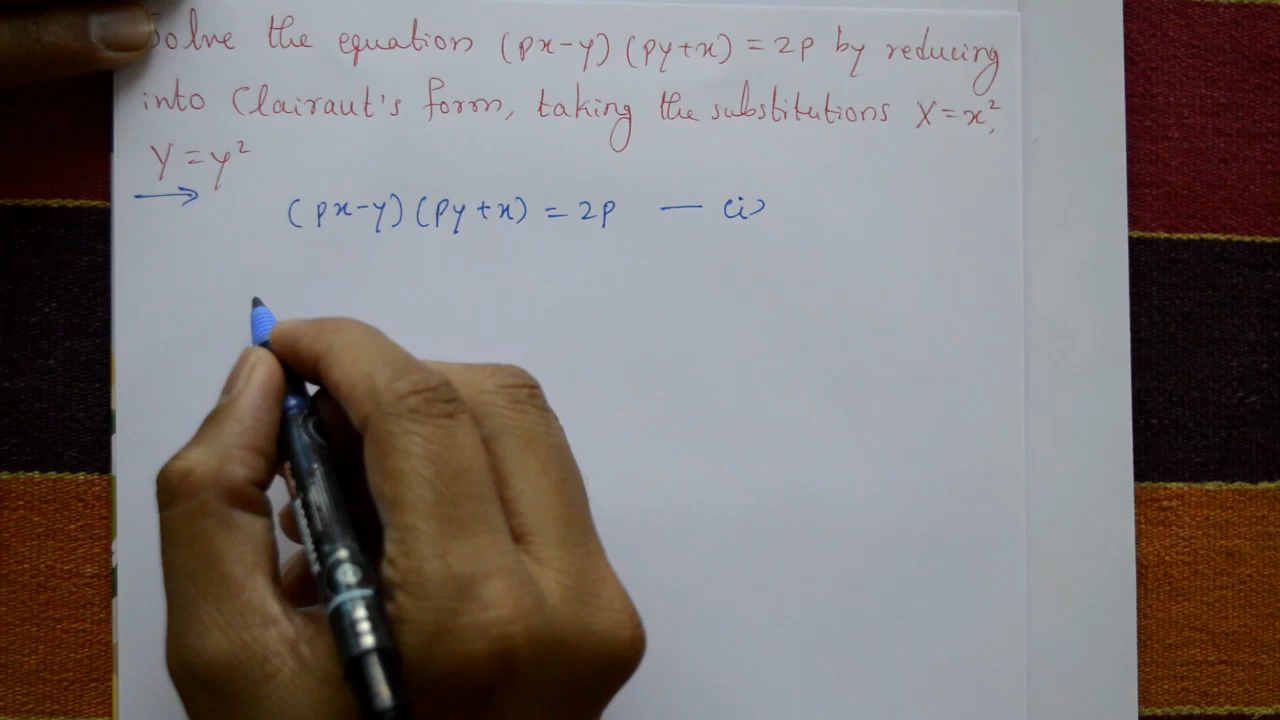 Solve the equation (px-y)(py+x) = 2p by reducing
into Clairaut's form, taking the substitutions X = x²,
Y = y²
→ (px-y)(py+x) = 2p — (i)